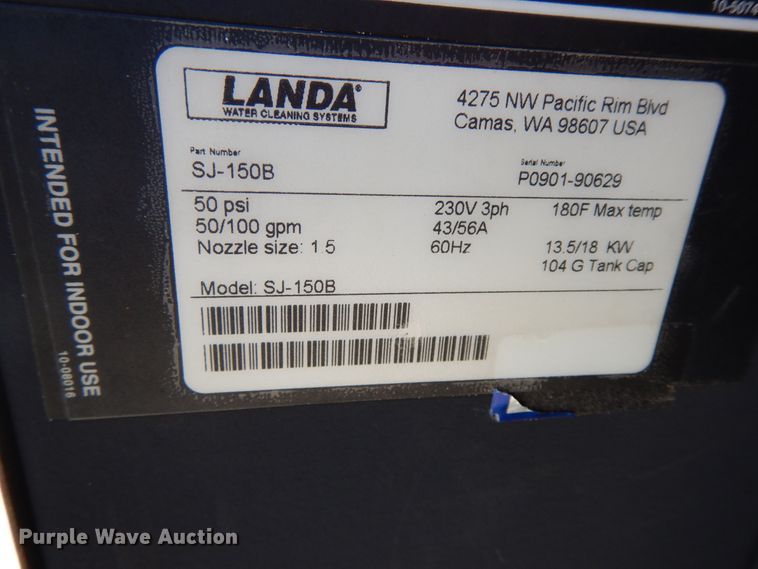 10-5074
LANDA®
WATER CLEANING SYSTEMS
4275 NW Pacific Rim Blvd
Camas, WA 98607 USA
Part Number
SJ-150B
Serial Number
P0901-90629
50 psi 230V 3ph 180F Max temp
50/100 gpm 43/56A
Nozzle size: 1 5 60Hz 13.5/18 KW
104 G Tank Cap
Model: SJ-150B
INTENDED FOR INDOOR USE
10-08016
Purple Wave Auction